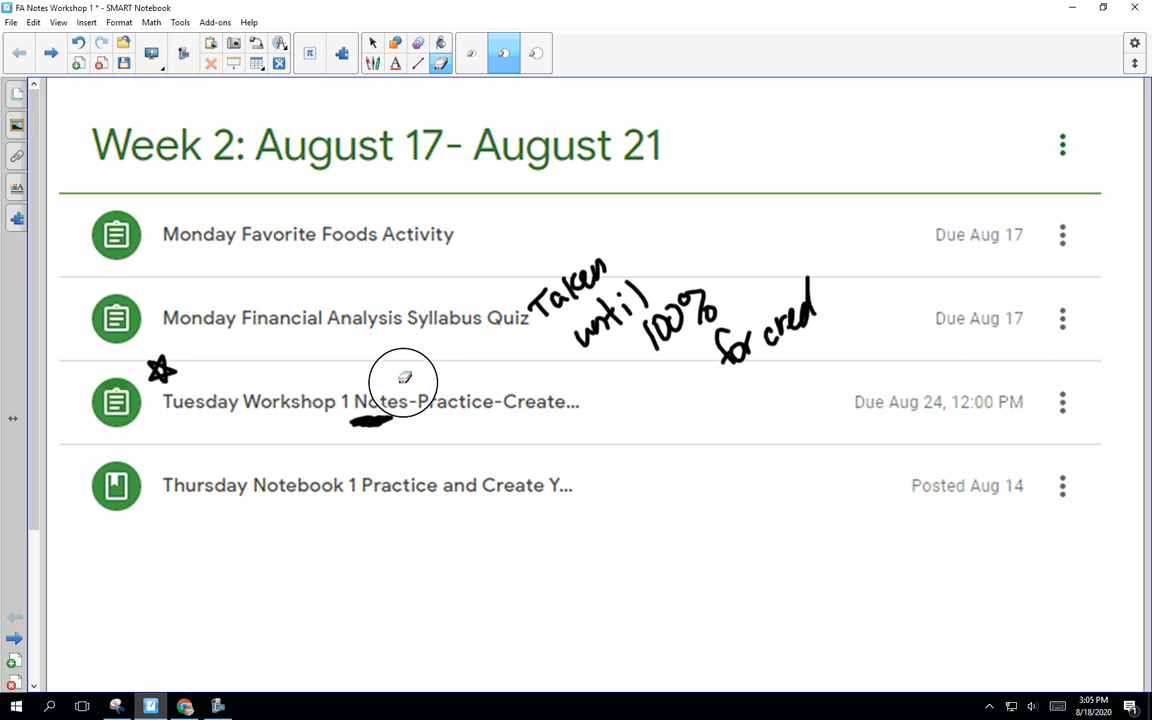 FA Notes Workshop 1 * - SMART Notebook
File Edit View Insert Format Math Tools Add-ons Help
Week 2: August 17- August 21
Monday Favorite Foods Activity Due Aug 17
Monday Financial Analysis Syllabus Quiz Due Aug 17
Taken
until
100%
for cred
Tuesday Workshop 1 Notes-Practice-Create... Due Aug 24, 12:00 PM
Thursday Notebook 1 Practice and Create Y... Posted Aug 14
3:05 PM
8/18/2020